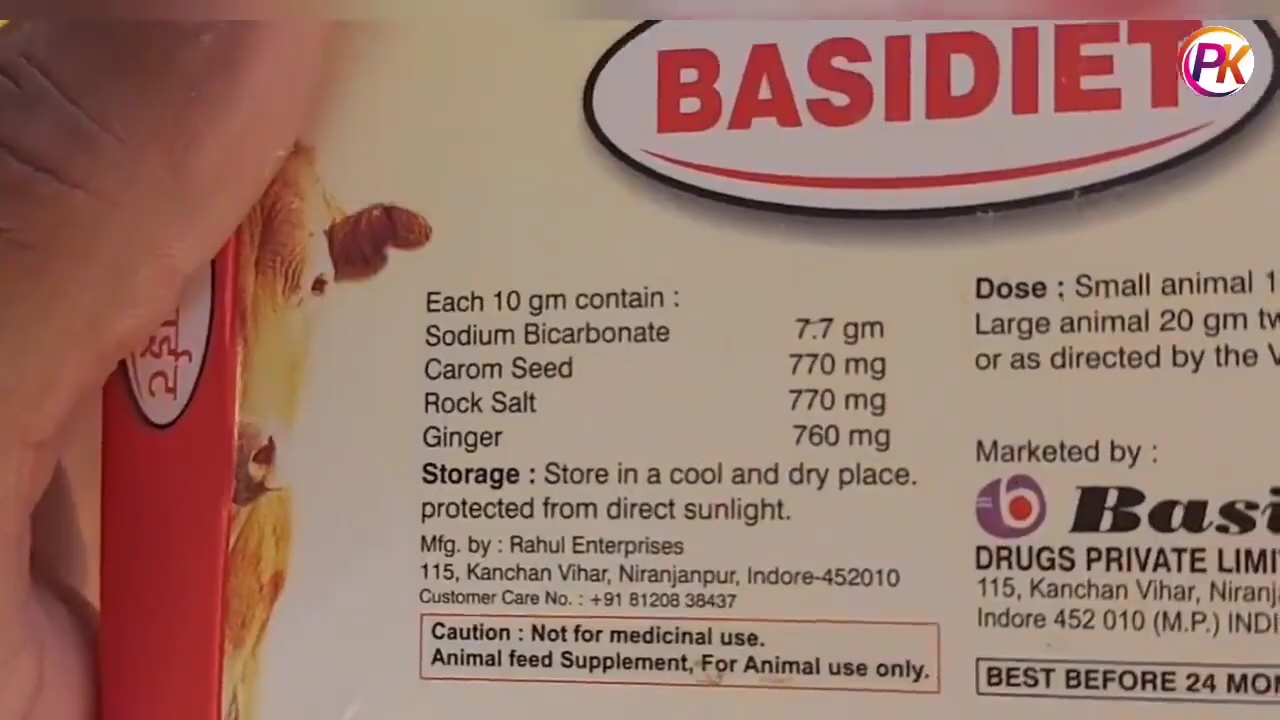 BASIDIET
PK
Each 10 gm contain :
Sodium Bicarbonate 7.7 gm
Carom Seed 770 mg
Rock Salt 770 mg
Ginger 760 mg
Storage : Store in a cool and dry place.
protected from direct sunlight.
Mfg. by : Rahul Enterprises
115, Kanchan Vihar, Niranjanpur, Indore-452010
Customer Care No. : +91 81208 38437
Caution : Not for medicinal use.
Animal feed Supplement, For Animal use only.
Dose : Small animal 1
Large animal 20 gm tw
or as directed by the V
Marketed by :
Basi
DRUGS PRIVATE LIMI
115, Kanchan Vihar, Niranj
Indore 452 010 (M.P.) INDI
BEST BEFORE 24 MO